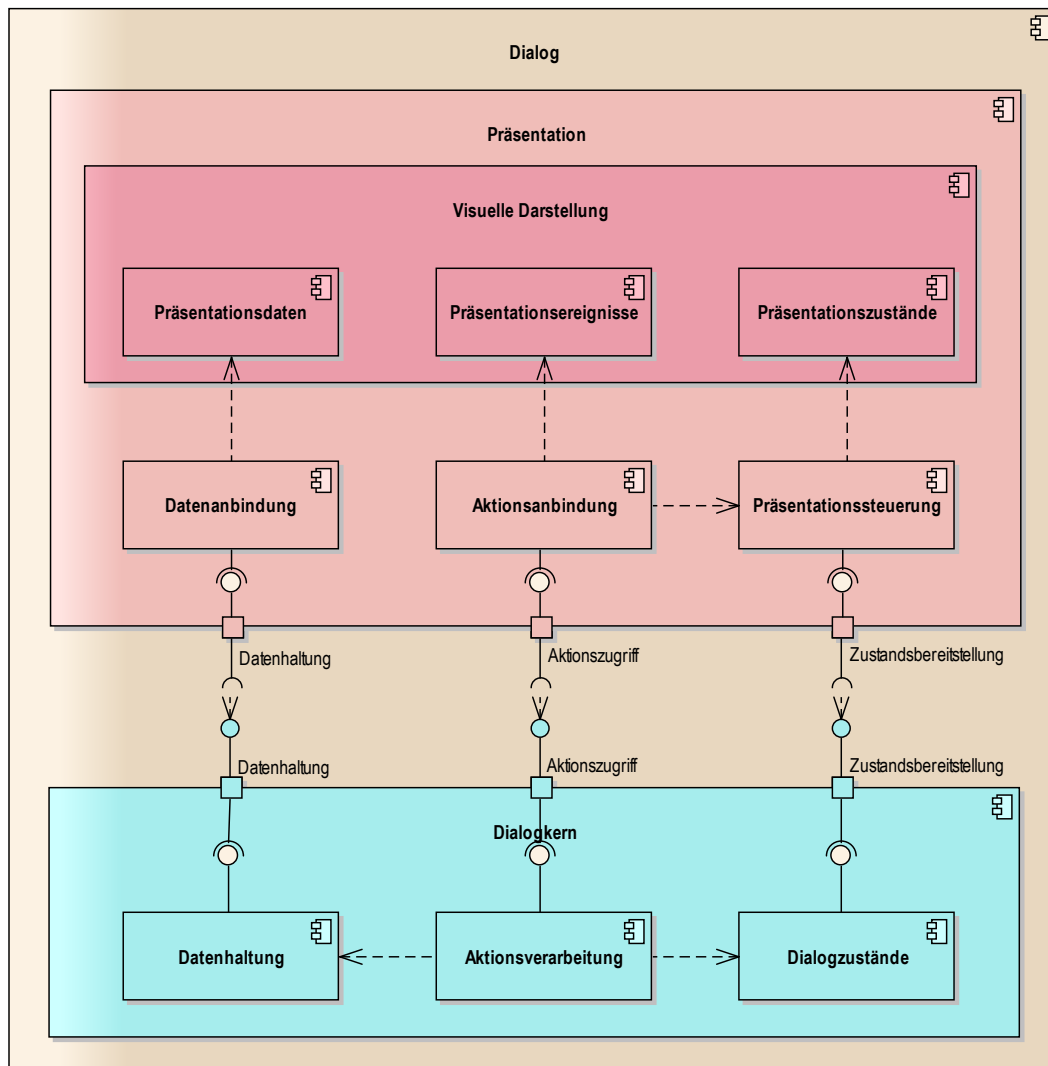 Dialog
Präsentation
Visuelle Darstellung
Präsentationsdaten
Präsentationsereignisse
Präsentationszustände
Datenanbindung
Aktionsanbindung
Präsentationssteuerung
Datenhaltung
Aktionszugriff
Zustandsbereitstellung
Datenhaltung
Aktionszugriff
Zustandsbereitstellung
Dialogkern
Datenhaltung
Aktionsverarbeitung
Dialogzustände